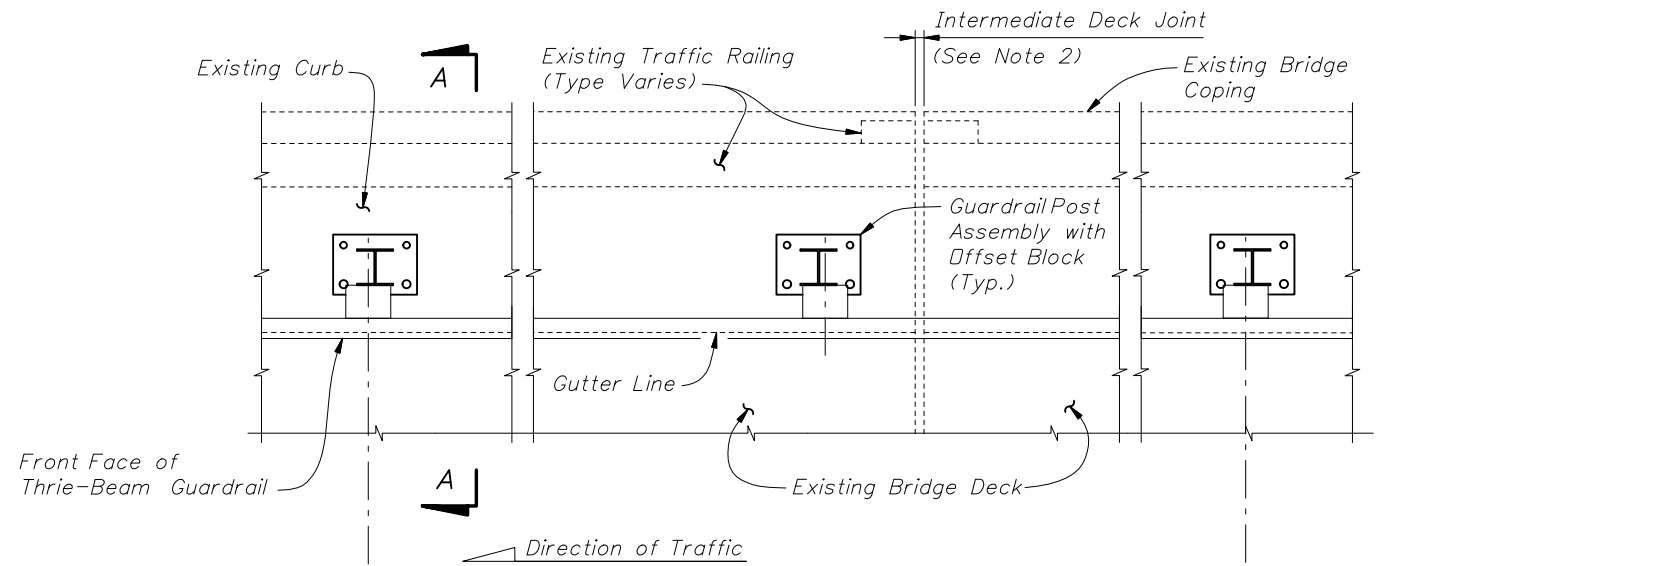 Intermediate Deck Joint
(See Note 2)
Existing Curb
A
Existing Traffic Railing
(Type Varies)
Existing Bridge
Coping
Guardrail Post
Assembly with
Offset Block
(Typ.)
Gutter Line
Front Face of
Thrie-Beam Guardrail
A
Existing Bridge Deck
Direction of Traffic